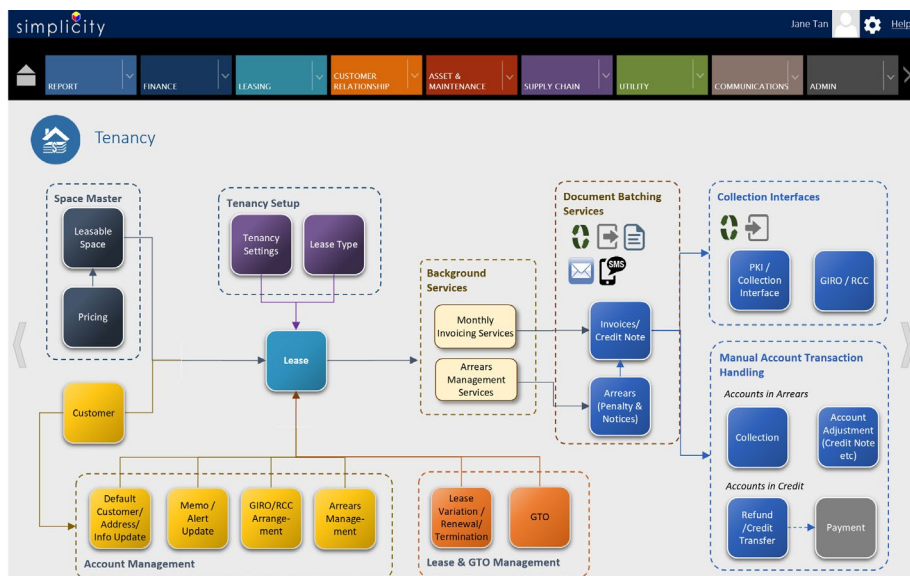 simplicity
Jane Tan
Help
REPORT
FINANCE
LEASING
CUSTOMER
RELATIONSHIP
ASSET &
MAINTENANCE
SUPPLY CHAIN
UTILITY
COMMUNICATIONS
ADMIN
Tenancy
Space Master
Leasable
Space
Pricing
Customer
Tenancy Setup
Tenancy
Settings
Lease Type
Lease
Background
Services
Monthly
Invoicing Services
Arrears
Management
Services
Document Batching
Services
SMS
Invoices/
Credit Note
Arrears
(Penalty &
Notices)
Collection Interfaces
PKI /
Collection
Interface
GIRO / RCC
Manual Account Transaction
Handling
Accounts in Arrears
Collection
Account
Adjustment
(Credit Note
etc)
Accounts in Credit
Refund
/Credit
Transfer
Payment
Default
Customer/
Address/
Info Update
Memo /
Alert
Update
GIRO/RCC
Arrange-
ment
Arrears
Manage-
ment
Account Management
Lease
Variation /
Renewal/
Termination
GTO
Lease & GTO Management